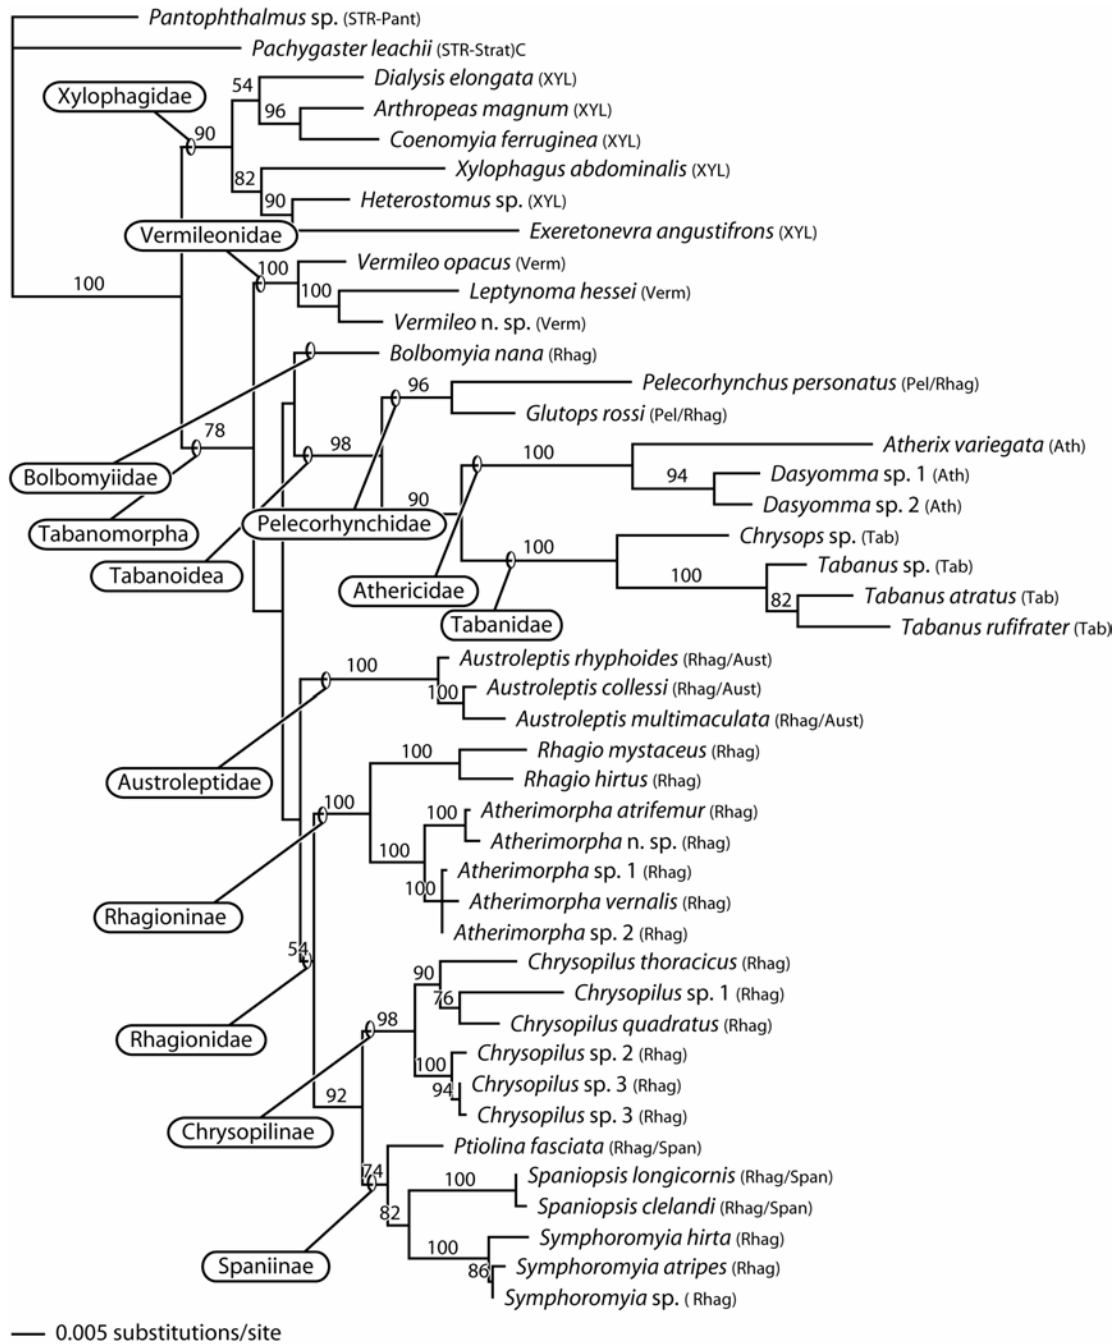 Pantophthalmus sp. (STR-Pant)
Pachygaster leachii (STR-Strat)C
54
Dialysis elongata (XYL)
Xylophagidae
96
Arthropeas magnum (XYL)
90
Coenomyia ferruginea (XYL)
82
Xylophagus abdominalis (XYL)
90
Heterostomus sp. (XYL)
Vermileonidae
Exeretonevra angustifrons (XYL)
100
100
Vermileo opacus (Verm)
100
Leptynoma hessei (Verm)
Vermileo n. sp. (Verm)
Bolbomyia nana (Rhag)
96
Pelecorhynchus personatus (Pel/Rhag)
Glutops rossi (Pel/Rhag)
78
98
100
Atherix variegata (Ath)
Bolbomyiidae
94
Dasyomma sp. 1 (Ath)
90
Dasyomma sp. 2 (Ath)
Tabanomorpha
Pelecorhynchidae
100
Chrysops sp. (Tab)
Tabanoidea
100
Tabanus sp. (Tab)
Athericidae
82
Tabanus atratus (Tab)
Tabanidae
Tabanus rufifrater (Tab)
100
Austroleptis rhyphoides (Rhag/Aust)
100
Austroleptis collessi (Rhag/Aust)
Austroleptis multimaculata (Rhag/Aust)
100
Rhagio mystaceus (Rhag)
Austroleptidae
Rhagio hirtus (Rhag)
100
100
Atherimorpha atrifemur (Rhag)
100
Atherimorpha n. sp. (Rhag)
Atherimorpha sp. 1 (Rhag)
100
Atherimorpha vernalis (Rhag)
Rhagioninae
Atherimorpha sp. 2 (Rhag)
54
90
Chrysopilus thoracicus (Rhag)
76
Chrysopilus sp. 1 (Rhag)
98
Chrysopilus quadratus (Rhag)
Rhagionidae
100
Chrysopilus sp. 2 (Rhag)
92
94
Chrysopilus sp. 3 (Rhag)
Chrysopilus sp. 3 (Rhag)
Chrysopilinae
Ptiolina fasciata (Rhag/Span)
74
100
Spaniopsis longicornis (Rhag/Span)
82
Spaniopsis clelandi (Rhag/Span)
100
Symphoromyia hirta (Rhag)
Spaniinae
86
Symphoromyia atripes (Rhag)
Symphoromyia sp. ( Rhag)
0.005 substitutions/site